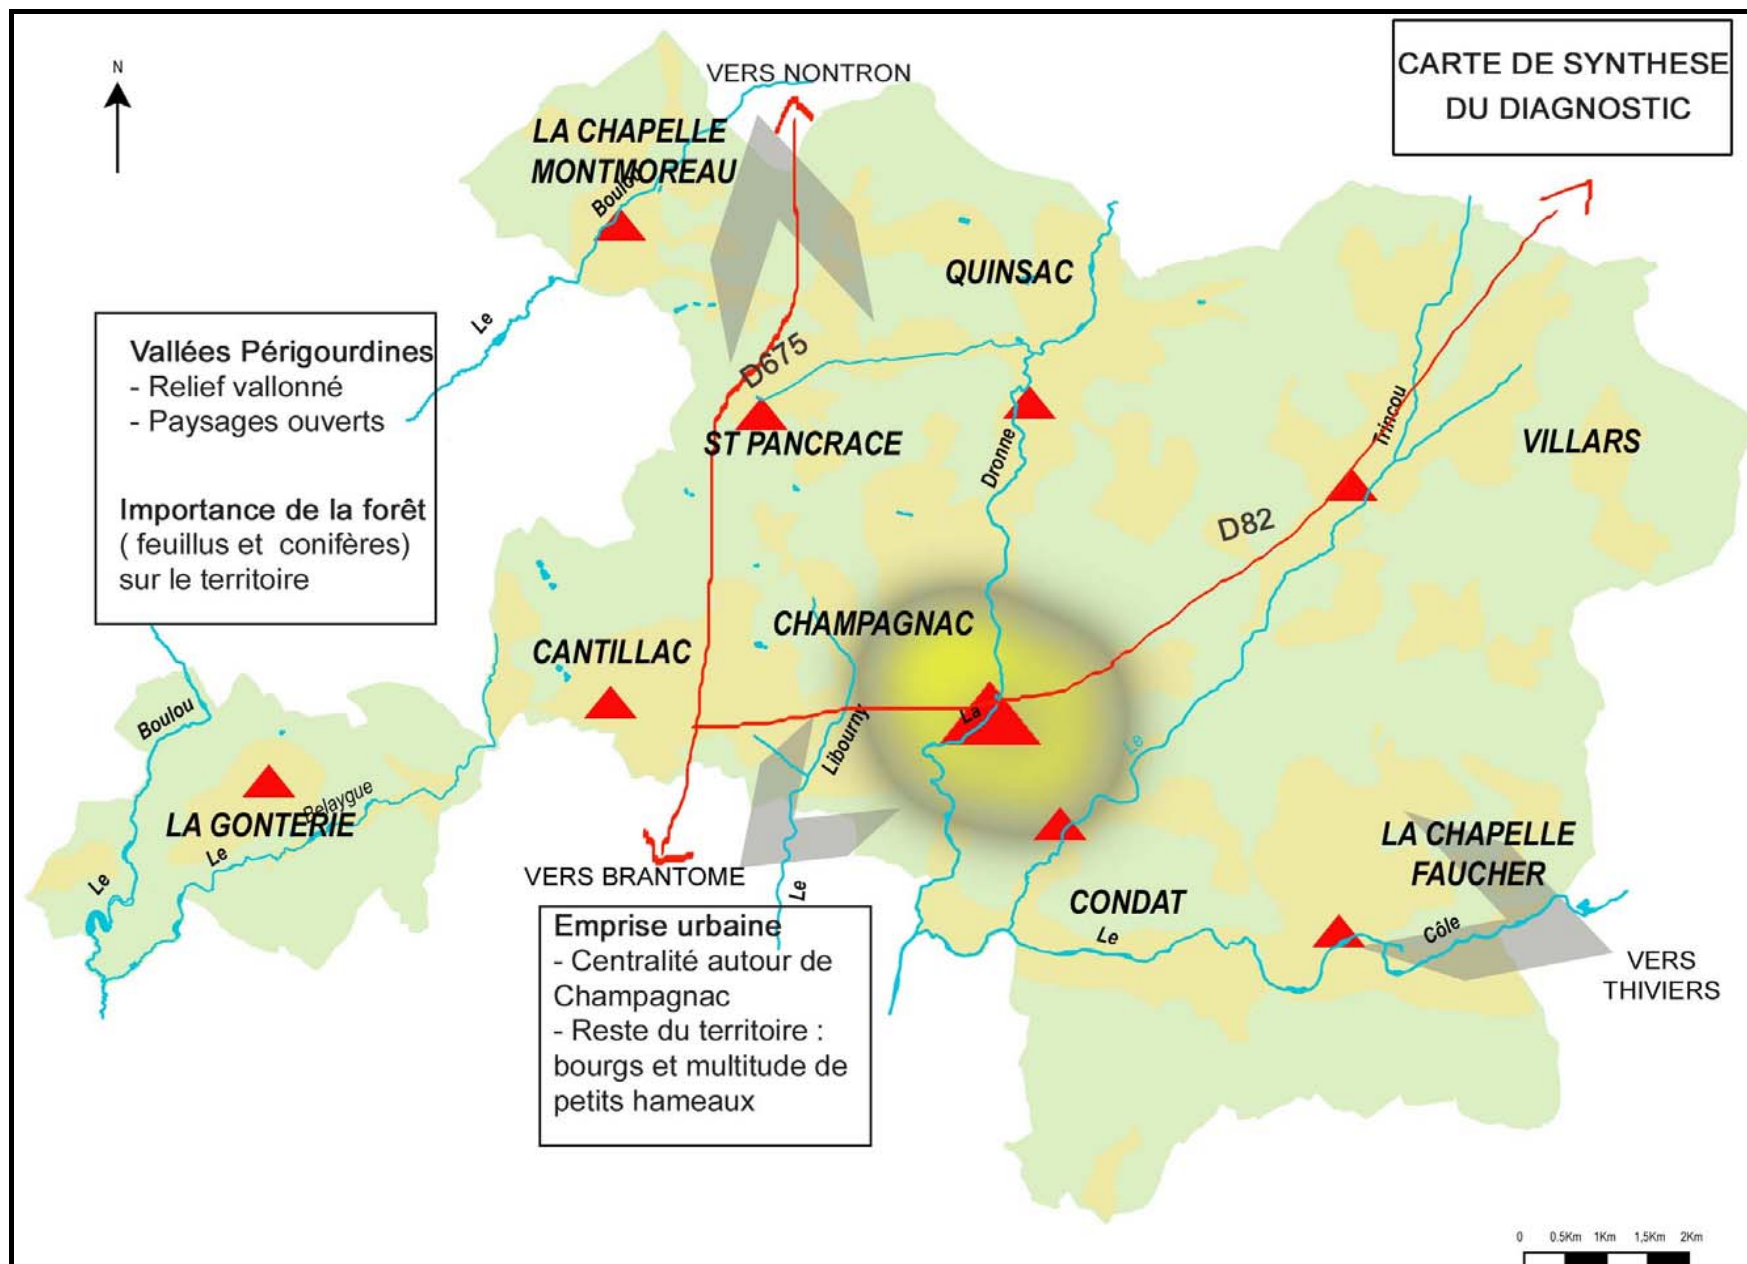 CARTE DE SYNTHESE
DU DIAGNOSTIC
N
VERS NONTRON
LA CHAPELLE
MONTMOREAU
Boulou
Le
QUINSAC
Vallées Périgourdines
- Relief vallonné
- Paysages ouverts
Importance de la forêt
( feuillus et conifères)
sur le territoire
D675
ST PANCRACE
Dronne
Trincou
VILLARS
D82
CHAMPAGNAC
CANTILLAC
Boulou
La
Libourny
Le
Belaygue
LA GONTERIE
Le
Le
VERS BRANTOME
Le
LA CHAPELLE
FAUCHER
CONDAT
Le
Côle
VERS
THIVIERS
Emprise urbaine
- Centralité autour de
Champagnac
- Reste du territoire :
bourgs et multitude de
petits hameaux
0 0.5Km 1Km 1,5Km 2Km